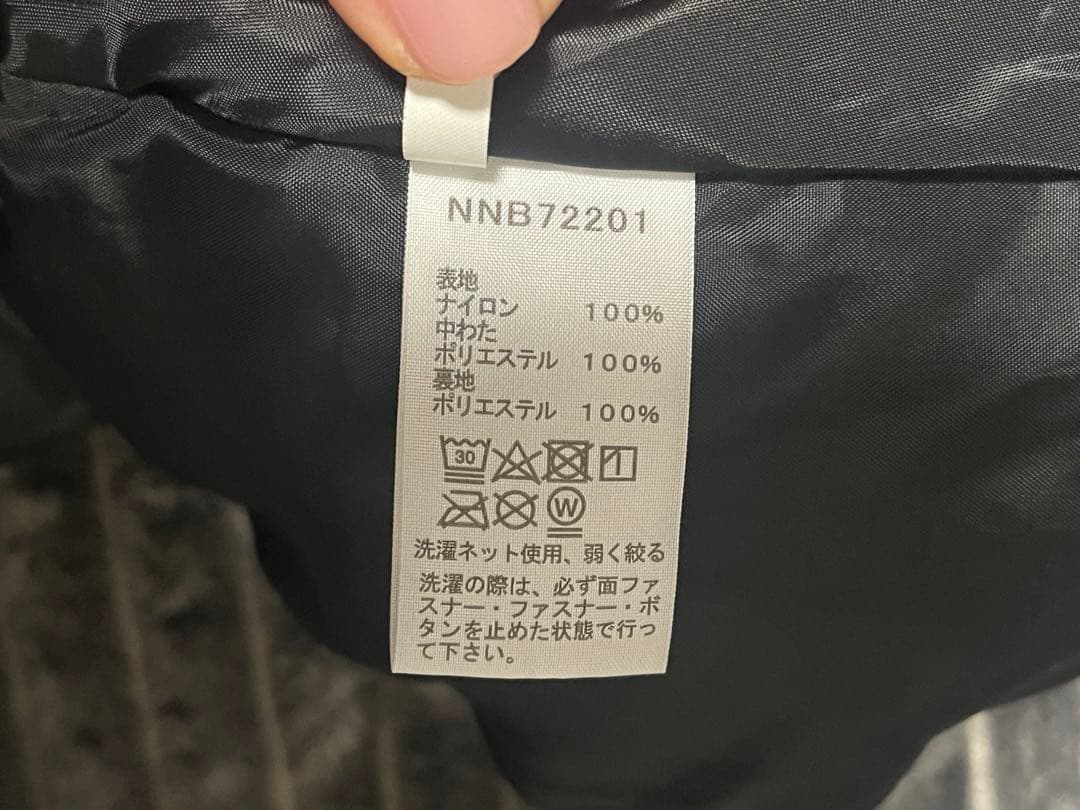 NNB72201
表地
ナイロン 100%
中わた
ポリエステル 100%
裏地
ポリエステル 100%
30
W
洗濯ネット使用、弱く絞る
洗濯の際は、必ず面ファ
スナー・ファスナー・ボ
タンを止めた状態で行っ
て下さい。